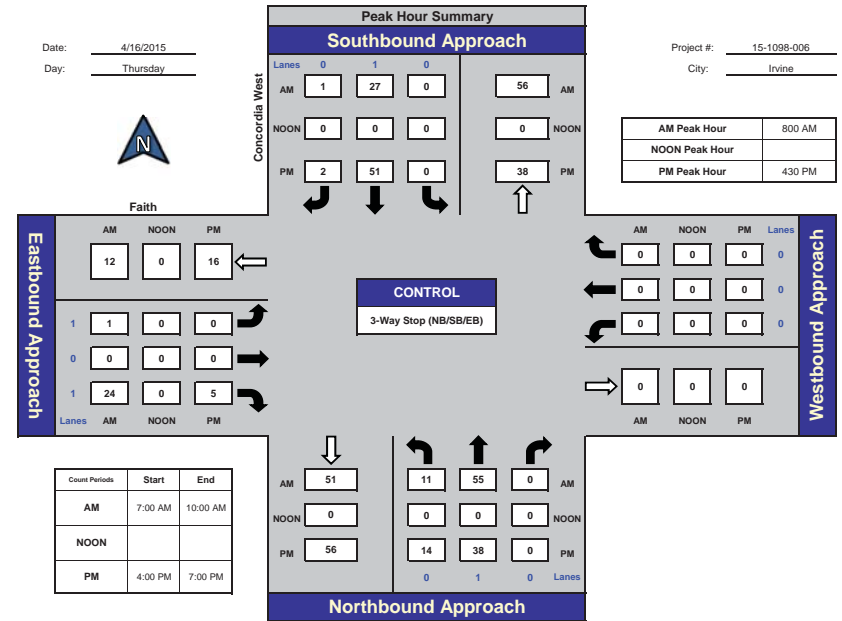 Peak Hour Summary
Southbound Approach
Date: 4/16/2015
Day: Thursday
Project #: 15-1098-006
City: Irvine
N
Concordia West
Lanes 0 1 0
AM 1 27 0 56 AM
NOON 0 0 0 0 NOON
PM 2 51 0 38 PM
AM Peak Hour 800 AM
NOON Peak Hour
PM Peak Hour 430 PM
Faith
Eastbound Approach
AM NOON PM
12 0 16
1 1 0 0
0 0 0 0
1 24 0 5
Lanes AM NOON PM
CONTROL
3-Way Stop (NB/SB/EB)
AM NOON PM Lanes
0 0 0 0
0 0 0 0
0 0 0 0
0 0 0
AM NOON PM
Westbound Approach
Count Periods Start End
AM 7:00 AM 10:00 AM
NOON
PM 4:00 PM 7:00 PM
AM 51 11 55 0 AM
NOON 0 0 0 0 NOON
PM 56 14 38 0 PM
0 1 0 Lanes
Northbound Approach